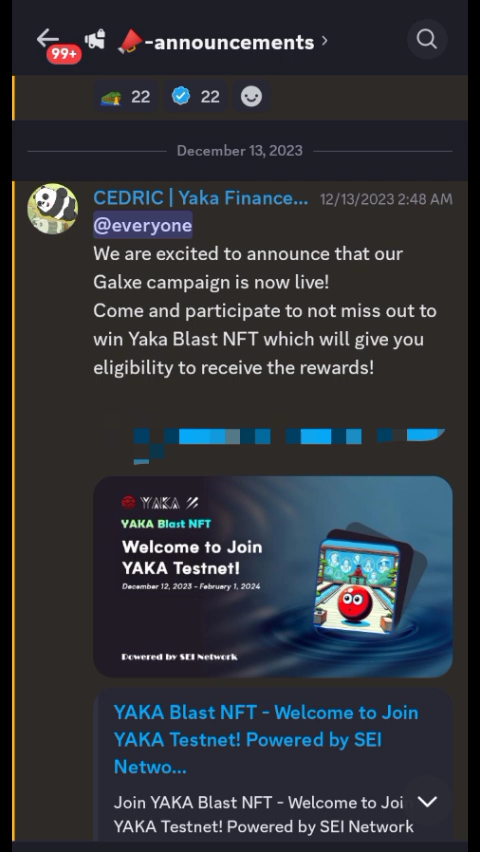 99+
-announcements
22
22
December 13, 2023
CEDRIC | Yaka Finance... 12/13/2023 2:48 AM
@everyone
We are excited to announce that our
Galxe campaign is now live!
Come and participate to not miss out to
win Yaka Blast NFT which will give you
eligibility to receive the rewards!
YAKA
YAKA Blast NFT
Welcome to Join
YAKA Testnet!
December 12, 2023 - February 1, 2024
Powered by SEI Network
YAKA Blast NFT - Welcome to Join
YAKA Testnet! Powered by SEI
Netwo...
Join YAKA Blast NFT - Welcome to Joi
YAKA Testnet! Powered by SEI Network